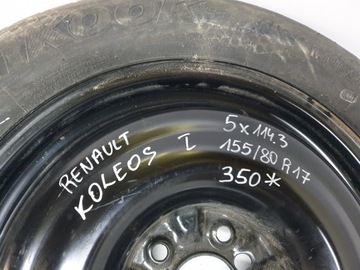 RENAULT
KOLEOS I
5x114.3
155/80 R17
350*